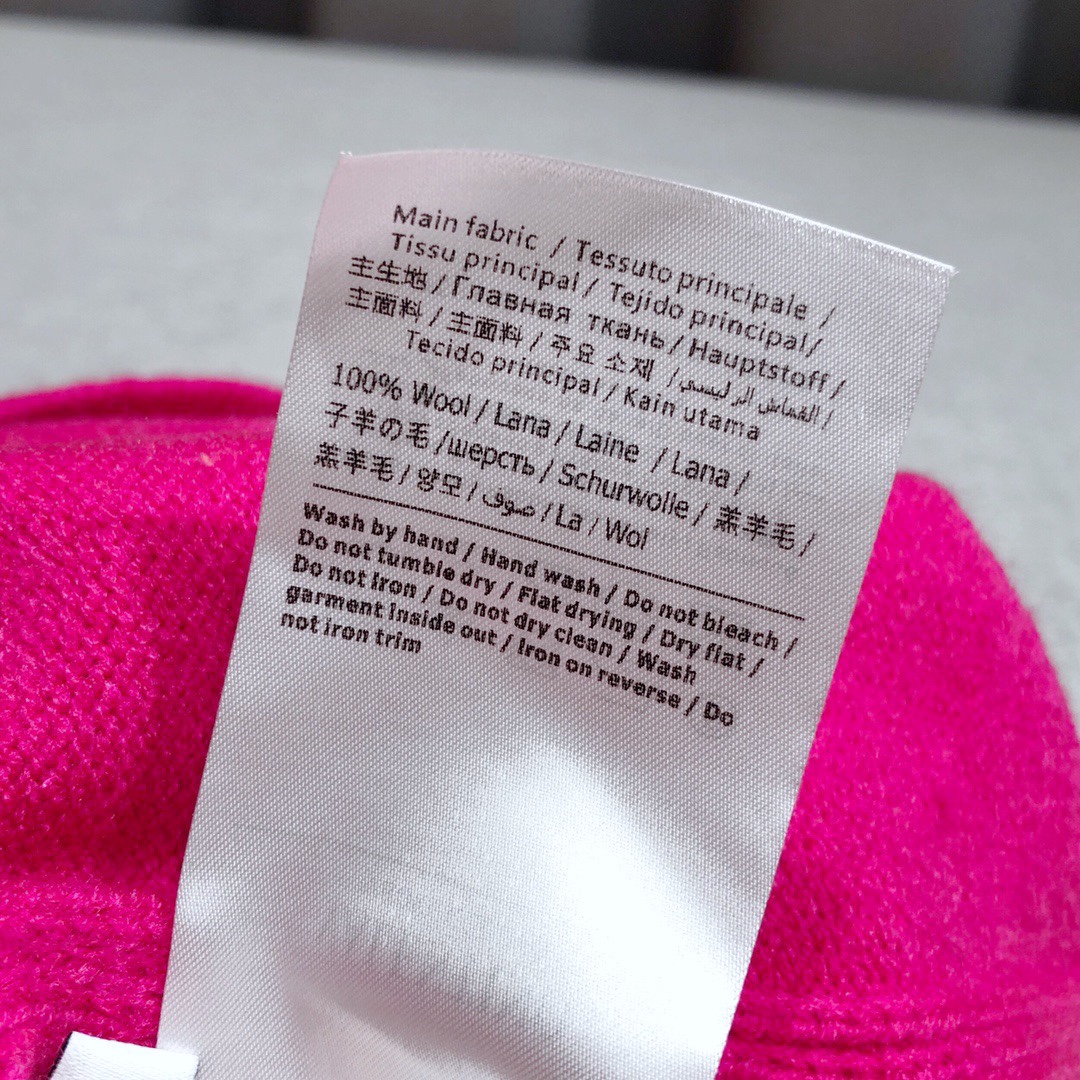 Main fabric / Tessuto principale /
Tissu principal / Tejido principal/
主生地 / Главная ткань / Hauptstoff /
主面料 / 主面料 / 주요 소재 / القماش الرئيسي /
Tecido principal / Kain utama
100% Wool / Lana / Laine / Lana /
子羊の毛 /шерсть / Schurwolle / 羔羊毛 /
羔羊毛 / 양모 / صوف / La / Wol
Wash by hand / Hand wash / Do not bleach /
Do not tumble dry / Flat drying / Dry flat /
Do not Iron / Do not dry clean / Wash
garment inside out / Iron on reverse / Do
not iron trim